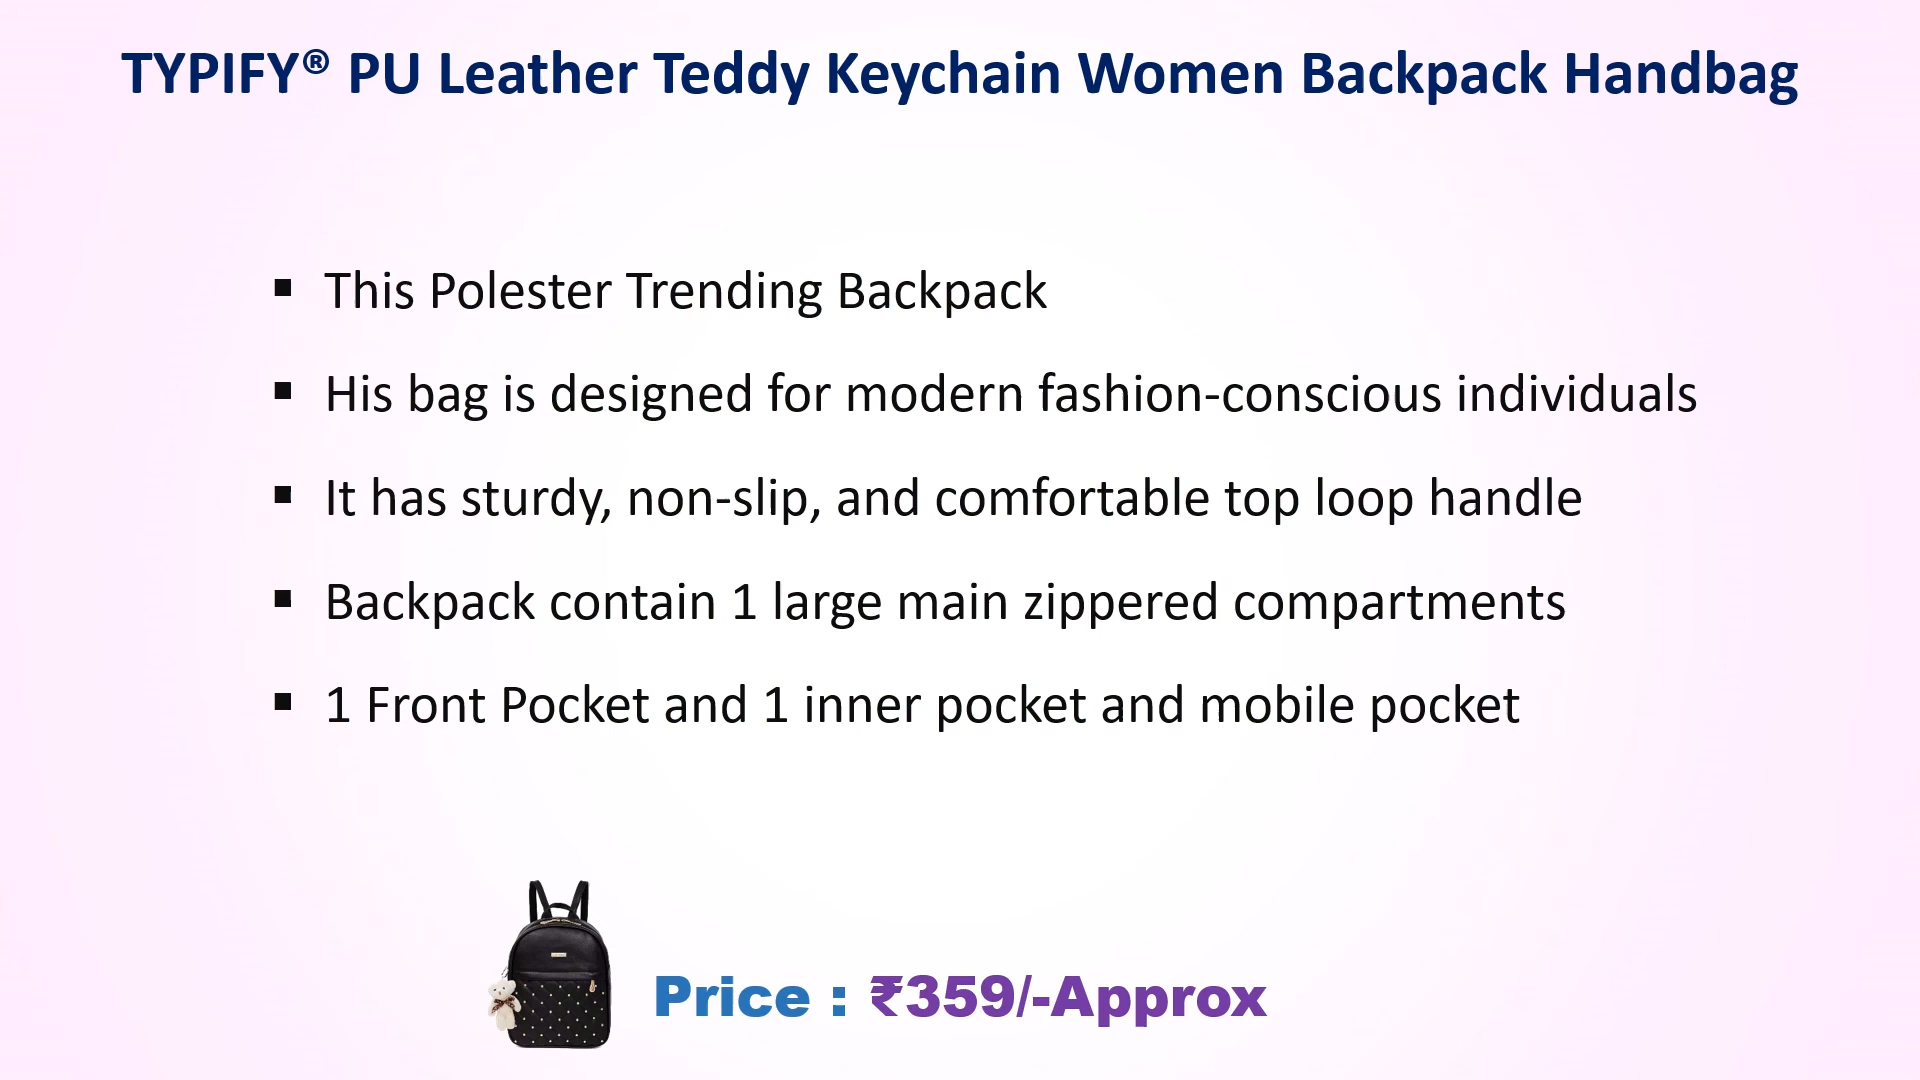 TYPIFY® PU Leather Teddy Keychain Women Backpack Handbag
▪ This Polester Trending Backpack
▪ His bag is designed for modern fashion-conscious individuals
▪ It has sturdy, non-slip, and comfortable top loop handle
▪ Backpack contain 1 large main zippered compartments
▪ 1 Front Pocket and 1 inner pocket and mobile pocket
Price : ₹359/-Approx